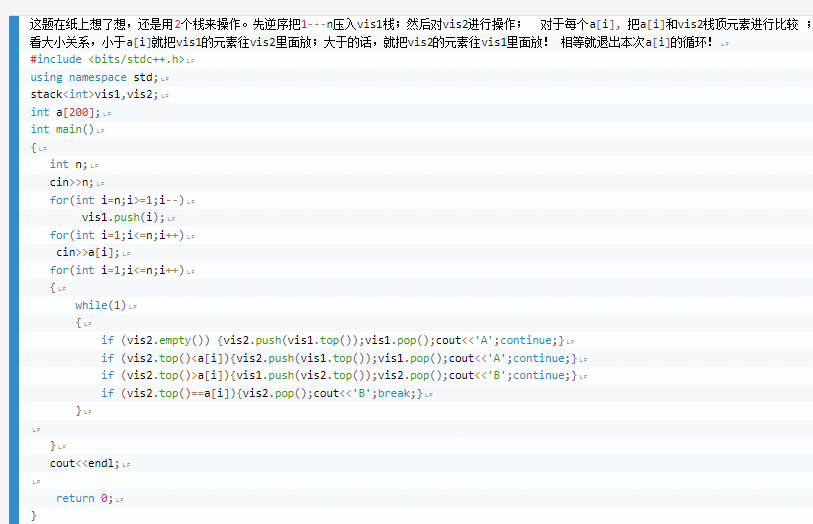 这题在纸上想了想，还是用2个栈来操作。先逆序把1---n压入vis1栈；然后对vis2进行操作；  对于每个a[i]，把a[i]和vis2栈顶元素进行比较 ；
看大小关系，小于a[i]就把vis1的元素往vis2里面放；大于的话，就把vis2的元素往vis1里面放！ 相等就退出本次a[i]的循环！
#include <bits/stdc++.h>
using namespace std;
stack<int>vis1,vis2;
int a[200];
int main()
{
   int n;
   cin>>n;
   for(int i=n;i>=1;i--)
        vis1.push(i);
   for(int i=1;i<=n;i++)
    cin>>a[i];
   for(int i=1;i<=n;i++)
   {
       while(1)
       {
           if (vis2.empty()) {vis2.push(vis1.top());vis1.pop();cout<<'A';continue;}
           if (vis2.top()<a[i]){vis2.push(vis1.top());vis1.pop();cout<<'A';continue;}
           if (vis2.top()>a[i]){vis1.push(vis2.top());vis2.pop();cout<<'B';continue;}
           if (vis2.top()==a[i]){vis2.pop();cout<<'B';break;}
       }
   }
   cout<<endl;
    return 0;
}